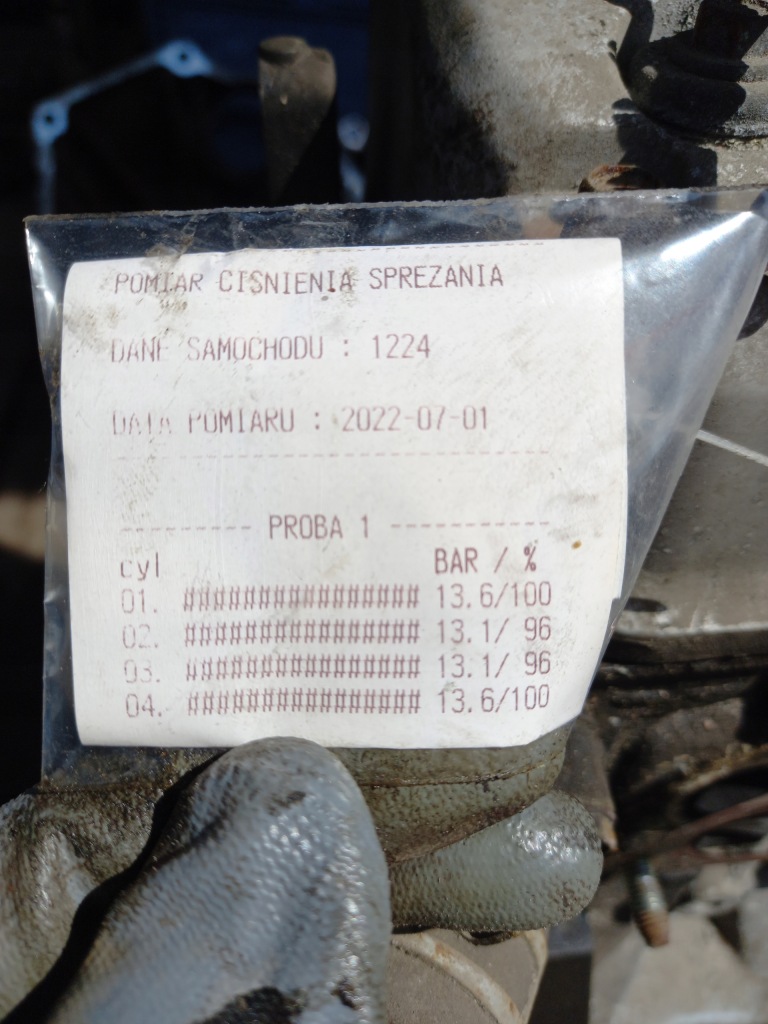 POMIAR CISNIENIA SPREZANIA
DANE SAMOCHODU : 1224
DATA POMIARU : 2022-07-01
--------- PROBA 1 -----------
cyl BAR / %
01. ################ 13.6/100
02. ################ 13.1/ 96
03. ################ 13.1/ 96
04. ################ 13.6/100